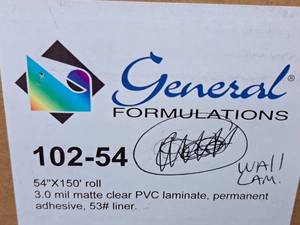 General®
FORMULATIONS
102-54
WALL
LAM.
54"X150' roll
3.0 mil matte clear PVC laminate, permanent
adhesive, 53# liner.